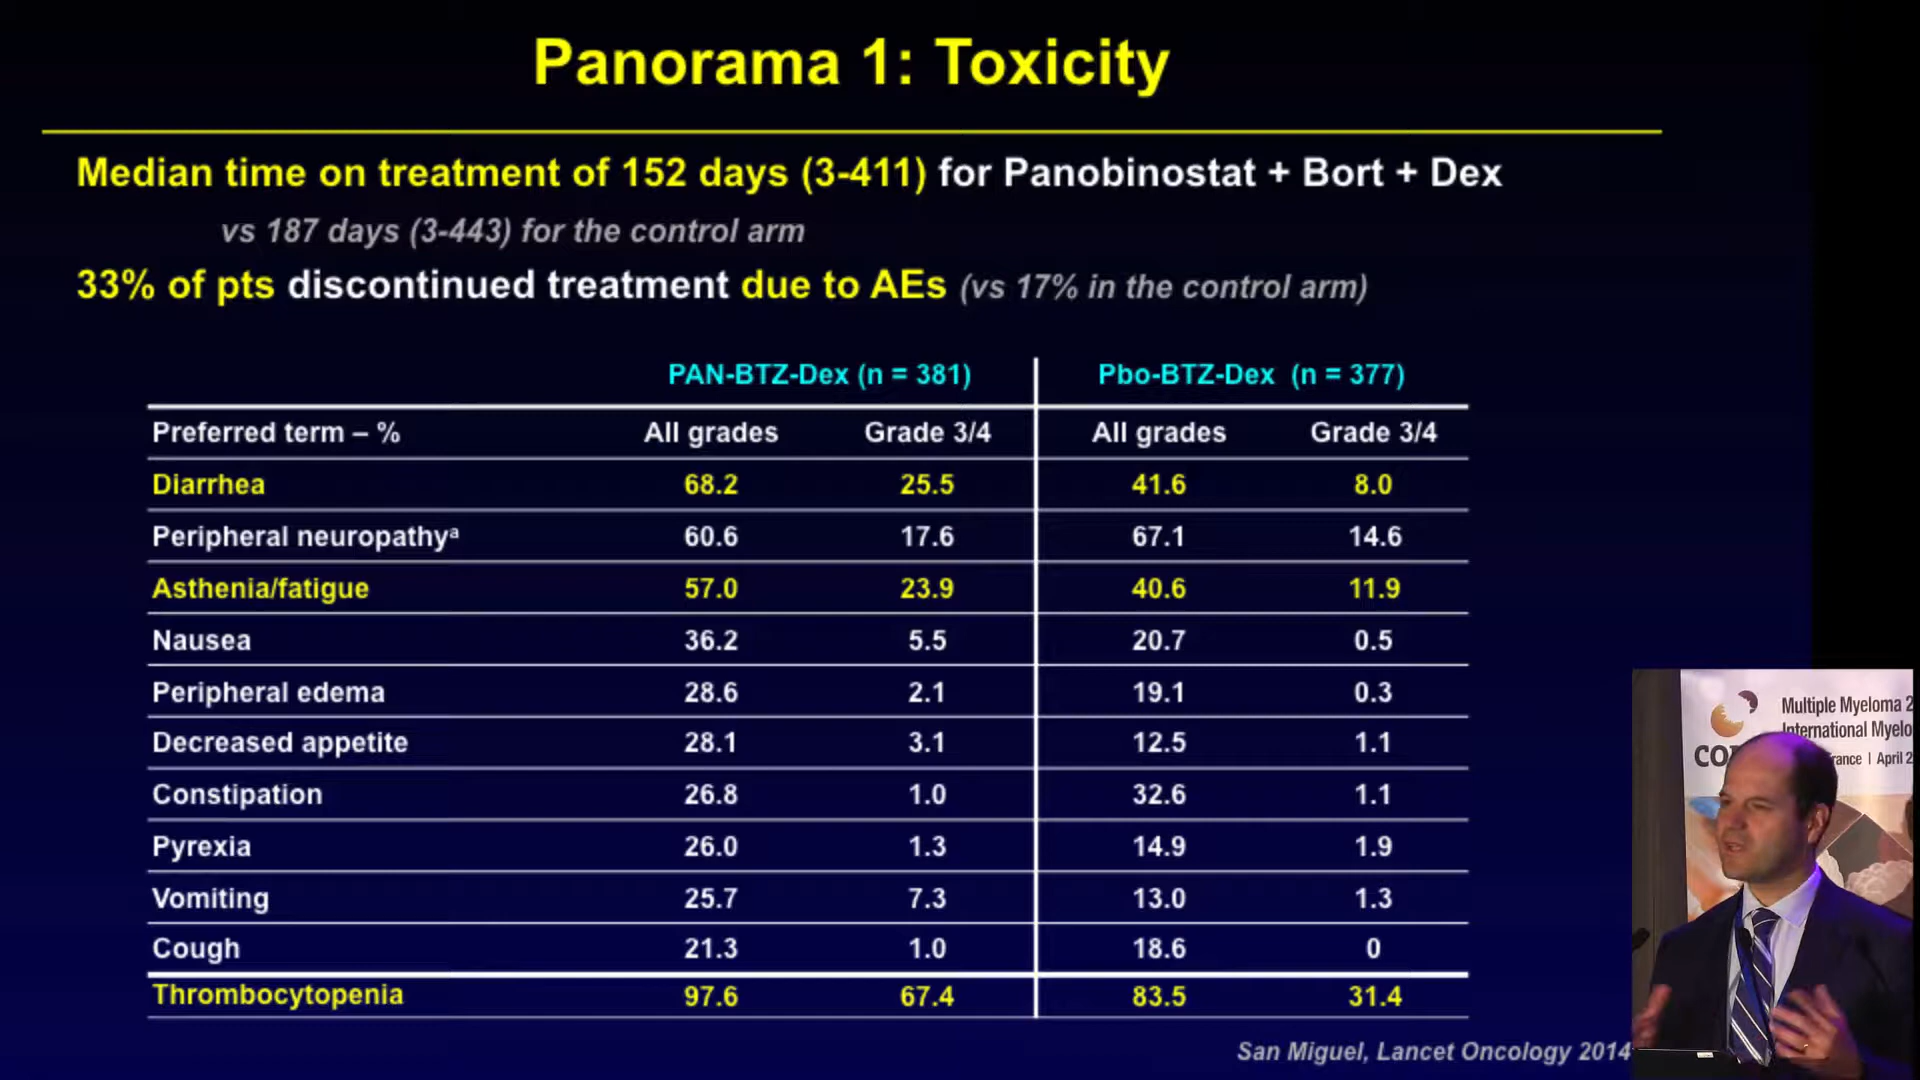 Panorama 1: Toxicity
Median time on treatment of 152 days (3-411) for Panobinostat + Bort + Dex
vs 187 days (3-443) for the control arm
33% of pts discontinued treatment due to AEs (vs 17% in the control arm)
PAN-BTZ-Dex (n = 381) Pbo-BTZ-Dex (n = 377)
Preferred term – % All grades Grade 3/4 All grades Grade 3/4
Diarrhea 68.2 25.5 41.6 8.0
Peripheral neuropathyᵃ 60.6 17.6 67.1 14.6
Asthenia/fatigue 57.0 23.9 40.6 11.9
Nausea 36.2 5.5 20.7 0.5
Peripheral edema 28.6 2.1 19.1 0.3
Decreased appetite 28.1 3.1 12.5 1.1
Constipation 26.8 1.0 32.6 1.1
Pyrexia 26.0 1.3 14.9 1.9
Vomiting 25.7 7.3 13.0 1.3
Cough 21.3 1.0 18.6 0
Thrombocytopenia 97.6 67.4 83.5 31.4
San Miguel, Lancet Oncology 2014
Multiple Myeloma 2
International Myelo
April 2